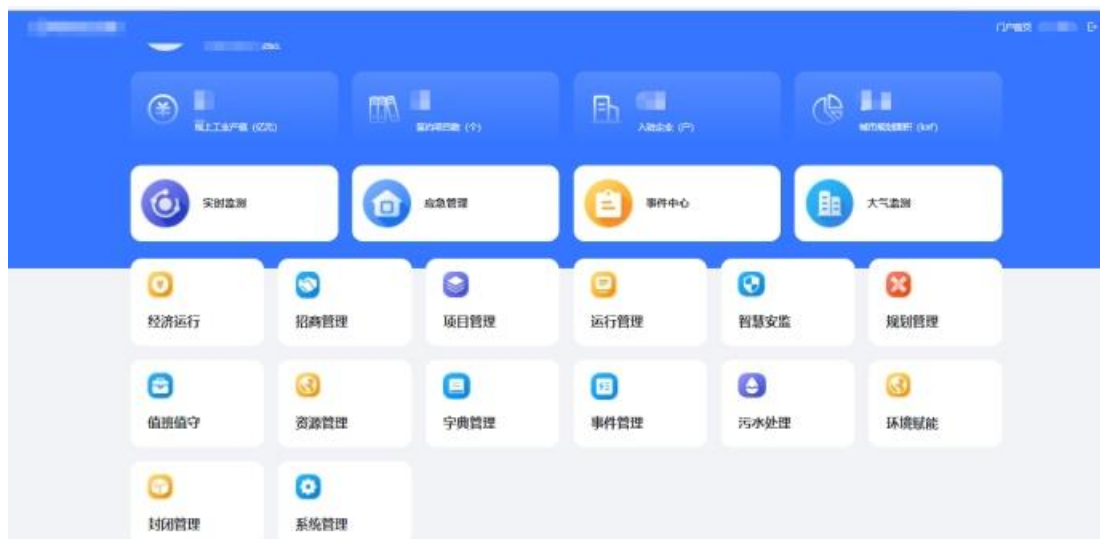 门户首页
规上工业产值 (亿元)
签约项目数 (个)
入驻企业 (户)
城市规划面积 (km²)
实时监测
应急管理
事件中心
大气监测
经济运行
招商管理
项目管理
运行管理
智慧安监
规划管理
值班值守
资源管理
字典管理
事件管理
污水处理
环境赋能
封闭管理
系统管理